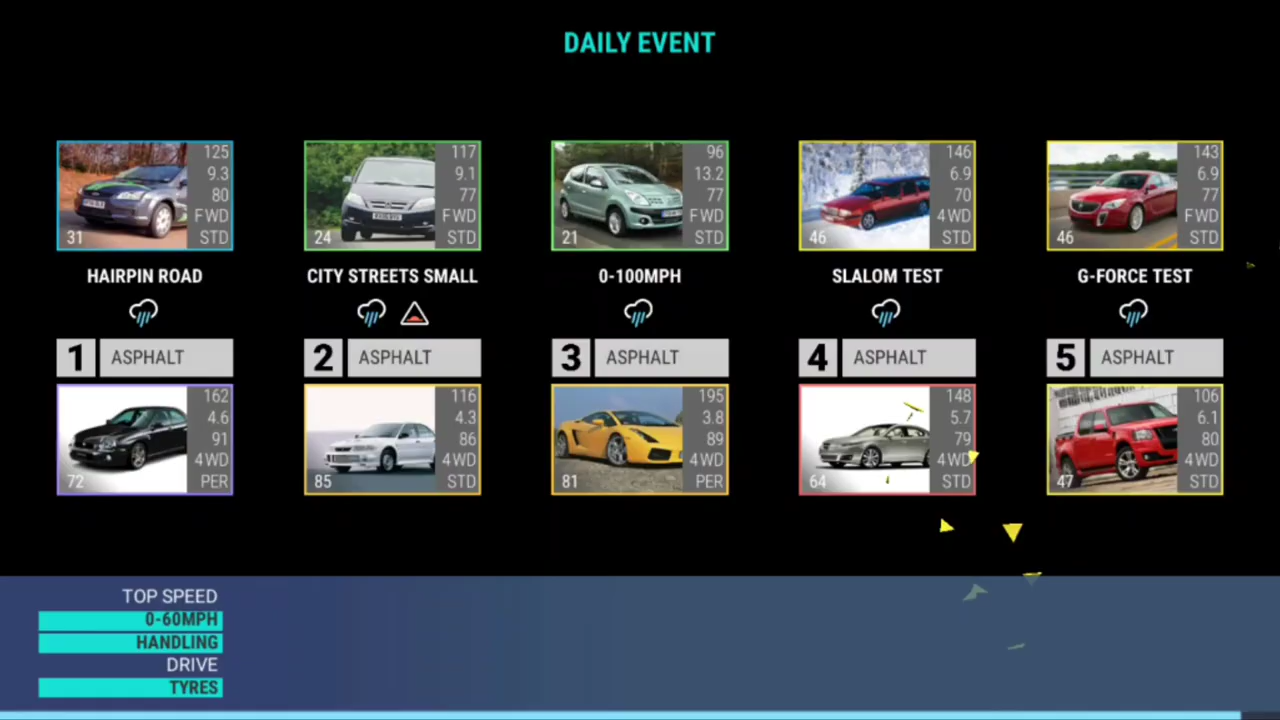 DAILY EVENT
125
9.3
80
FWD
31 STD
117
9.1
77
FWD
24 STD
96
13.2
77
FWD
21 STD
146
6.9
70
4WD
46 STD
143
6.9
77
FWD
46 STD
HAIRPIN ROAD
CITY STREETS SMALL
0-100MPH
SLALOM TEST
G-FORCE TEST
1 ASPHALT
2 ASPHALT
3 ASPHALT
4 ASPHALT
5 ASPHALT
162
4.6
91
4WD
72 PER
116
4.3
86
4WD
85 STD
195
3.8
89
4WD
81 PER
148
5.7
79
4WD
64 STD
106
6.1
80
4WD
47 STD
TOP SPEED
0-60MPH
HANDLING
DRIVE
TYRES